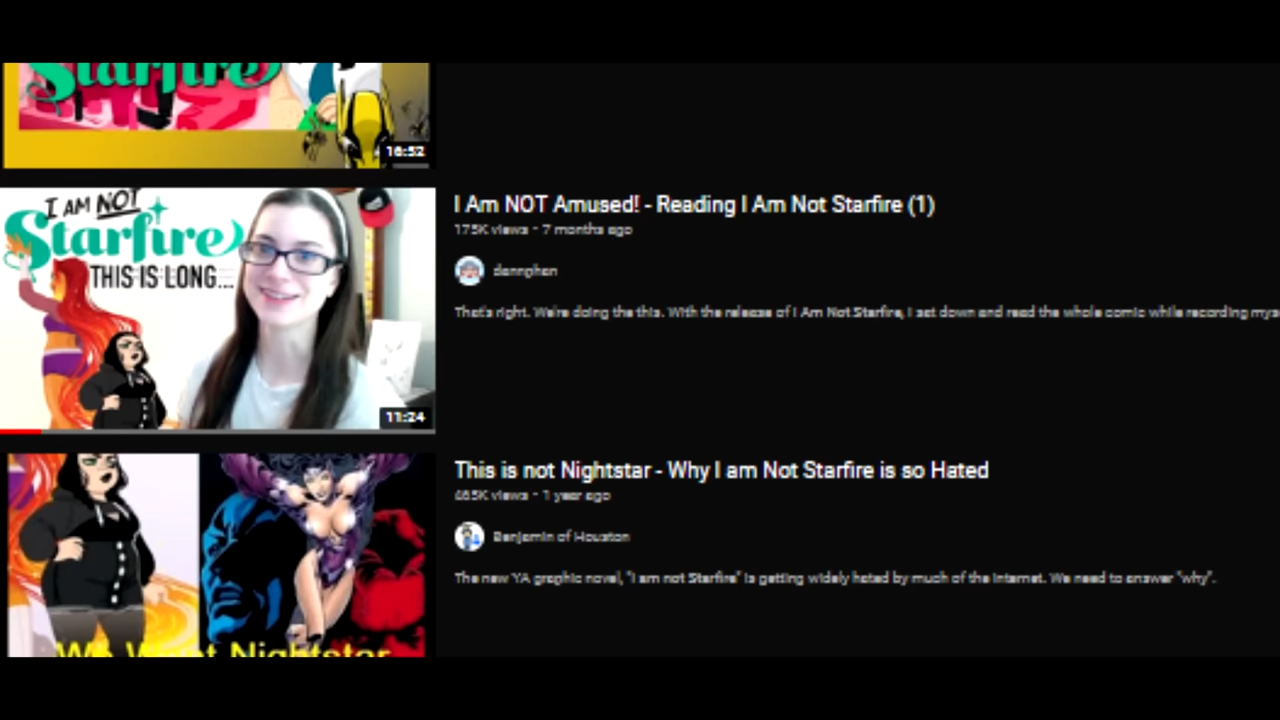 Starfire
16:52
I AM NOT
Starfire
THIS IS LONG...
11:24
I Am NOT Amused! - Reading I Am Not Starfire (1)
175K views • 7 months ago
dannphan
That's right. We're doing the this. With the release of I Am Not Starfire, I sat down and read the whole comic while recording myse
This is not Nightstar - Why I am Not Starfire is so Hated
views • 1 year ago
Benjamin of Houston
The new YA graphic novel, "I am not Starfire" is getting widely hated by much of the internet. We need to answer "why".
We Want Nightstar